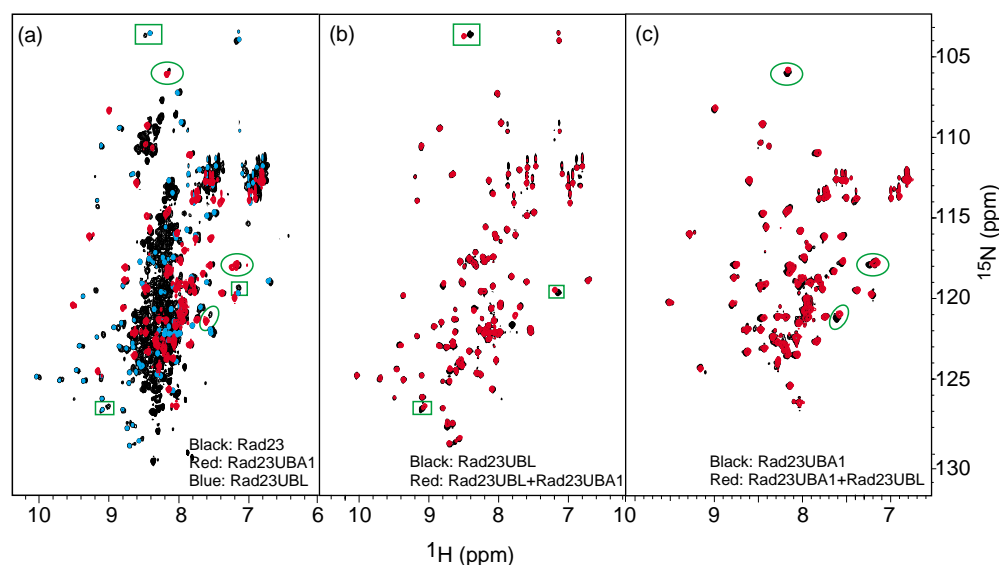 (a)
(b)
(c)
105
110
115
120
125
130
¹⁵N (ppm)
Black: Rad23
Red: Rad23UBA1
Blue: Rad23UBL
Black: Rad23UBL
Red: Rad23UBL+Rad23UBA1
Black: Rad23UBA1
Red: Rad23UBA1+Rad23UBL
10 9 8 7 6 10 9 8 7 10 9 8 7
¹H (ppm)